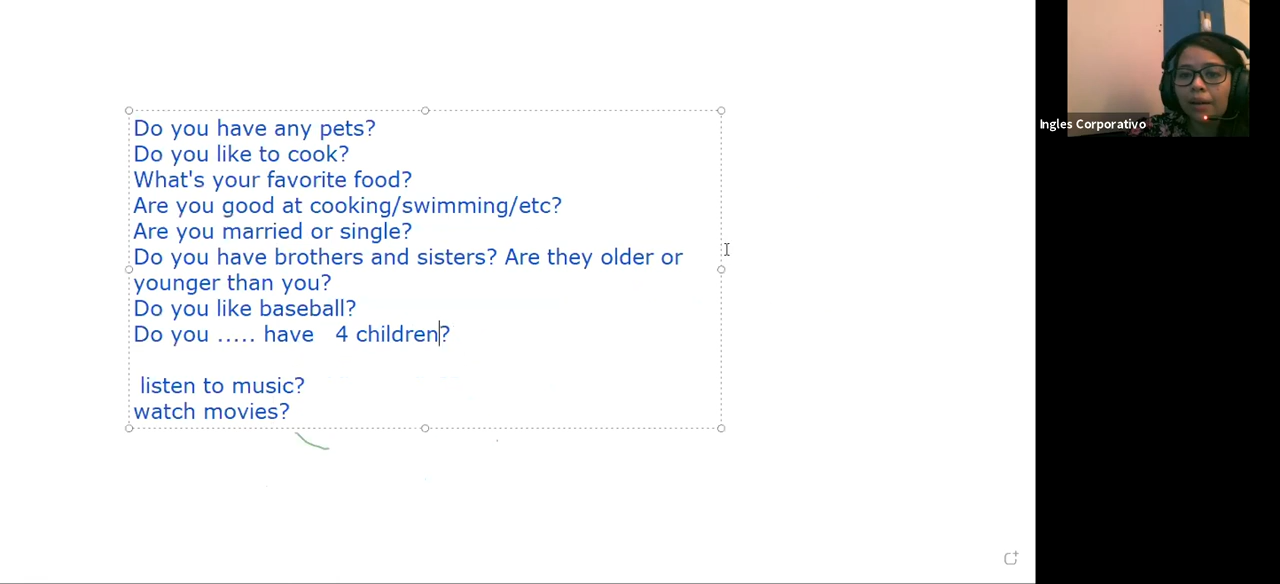 Do you have any pets?
Do you like to cook?
What's your favorite food?
Are you good at cooking/swimming/etc?
Are you married or single?
Do you have brothers and sisters? Are they older or
younger than you?
Do you like baseball?
Do you ..... have   4 children?
listen to music?
watch movies?
Ingles Corporativo